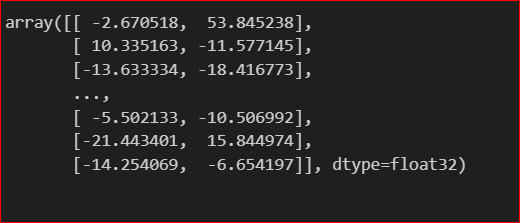 array([[ -2.670518,  53.845238],
       [ 10.335163, -11.577145],
       [-13.633334, -18.416773],
       ...,
       [ -5.502133, -10.506992],
       [-21.443401,  15.844974],
       [-14.254069,  -6.654197]], dtype=float32)